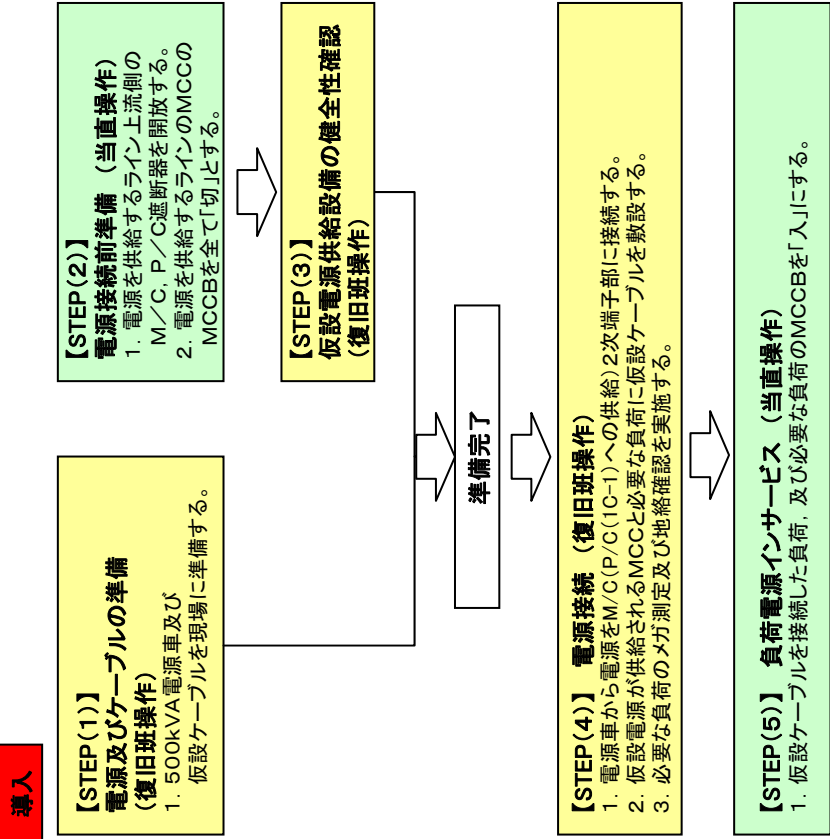 導入
【STEP(1)】
電源及びケーブルの準備
(復旧班操作)
1. 500kVA電源車及び
仮設ケーブルを現場に準備する。
【STEP(2)】
電源接続前準備 (当直操作)
1. 電源を供給するライン上流側の
M/C, P/C遮断器を開放する。
2. 電源を供給するラインのMCCの
MCCBを全て「切」とする。
【STEP(3)】
仮設電源供給設備の健全性確認
(復旧班操作)
準備完了
【STEP(4)】 電源接続 (復旧班操作)
1. 電源車から電源をM/C(P/C(1C-1)への供給)2次端子部に接続する。
2. 仮設電源が供給されるMCCと必要な負荷に仮設ケーブルを敷設する。
3. 必要な負荷のメガ測定及び地絡確認を実施する。
【STEP(5)】 負荷電源インサービス (当直操作)
1. 仮設ケーブルを接続した負荷, 及び必要な負荷のMCCBを「入」にする。